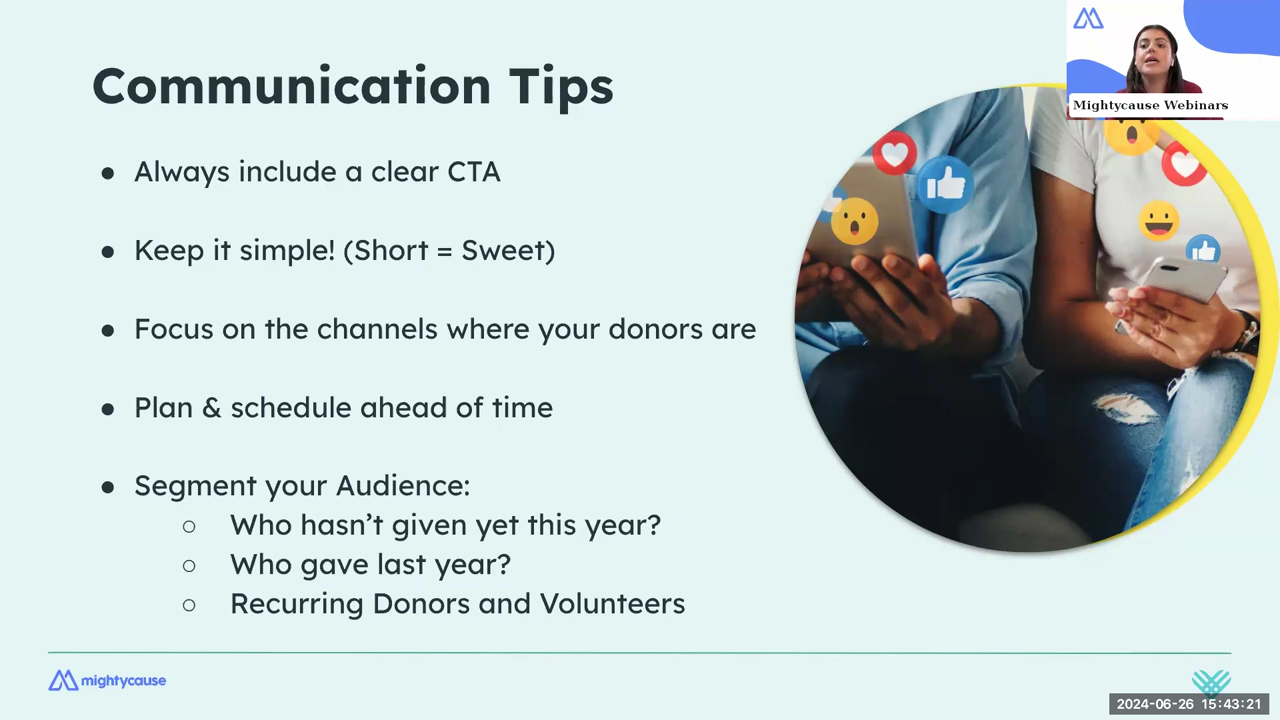 Communication Tips
● Always include a clear CTA
● Keep it simple! (Short = Sweet)
● Focus on the channels where your donors are
● Plan & schedule ahead of time
● Segment your Audience:
○ Who hasn't given yet this year?
○ Who gave last year?
○ Recurring Donors and Volunteers
Mightycause Webinars
mightycause
2024-06-26 15:43:21